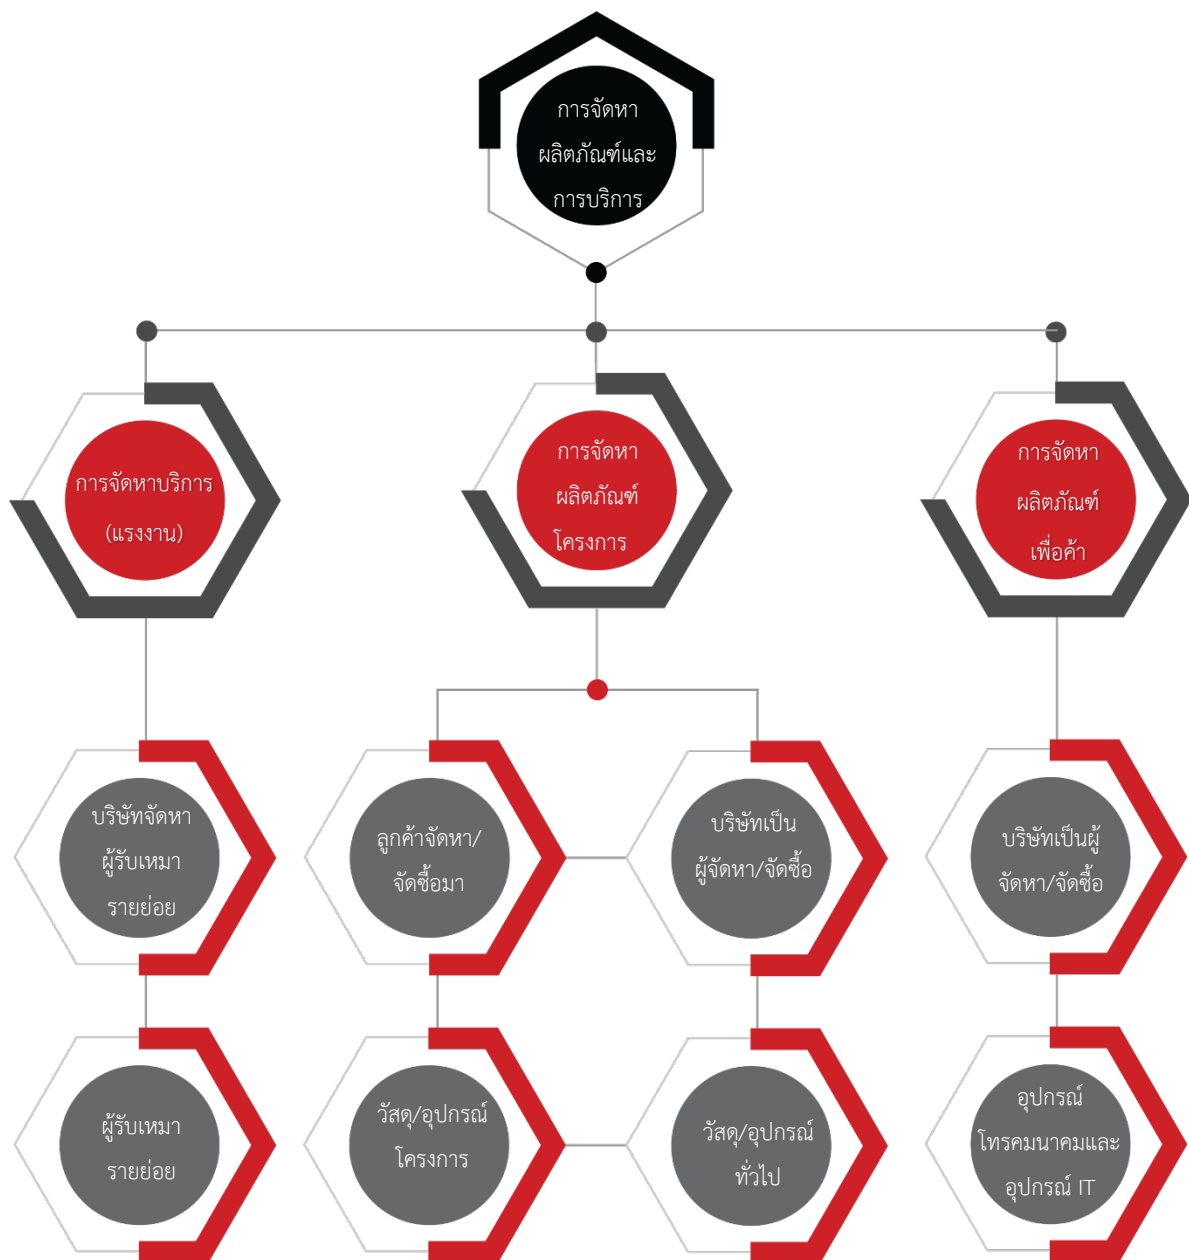 การจัดหา
ผลิตภัณฑ์และ
การบริการ
การจัดหาบริการ
(แรงงาน)
การจัดหา
ผลิตภัณฑ์
โครงการ
การจัดหา
ผลิตภัณฑ์
เพื่อค้า
บริษัทจัดหา
ผู้รับเหมา
รายย่อย
ลูกค้าจัดหา/
จัดซื้อมา
บริษัทเป็น
ผู้จัดหา/จัดซื้อ
บริษัทเป็นผู้
จัดหา/จัดซื้อ
ผู้รับเหมา
รายย่อย
วัสดุ/อุปกรณ์
โครงการ
วัสดุ/อุปกรณ์
ทั่วไป
อุปกรณ์
โทรคมนาคมและ
อุปกรณ์ IT